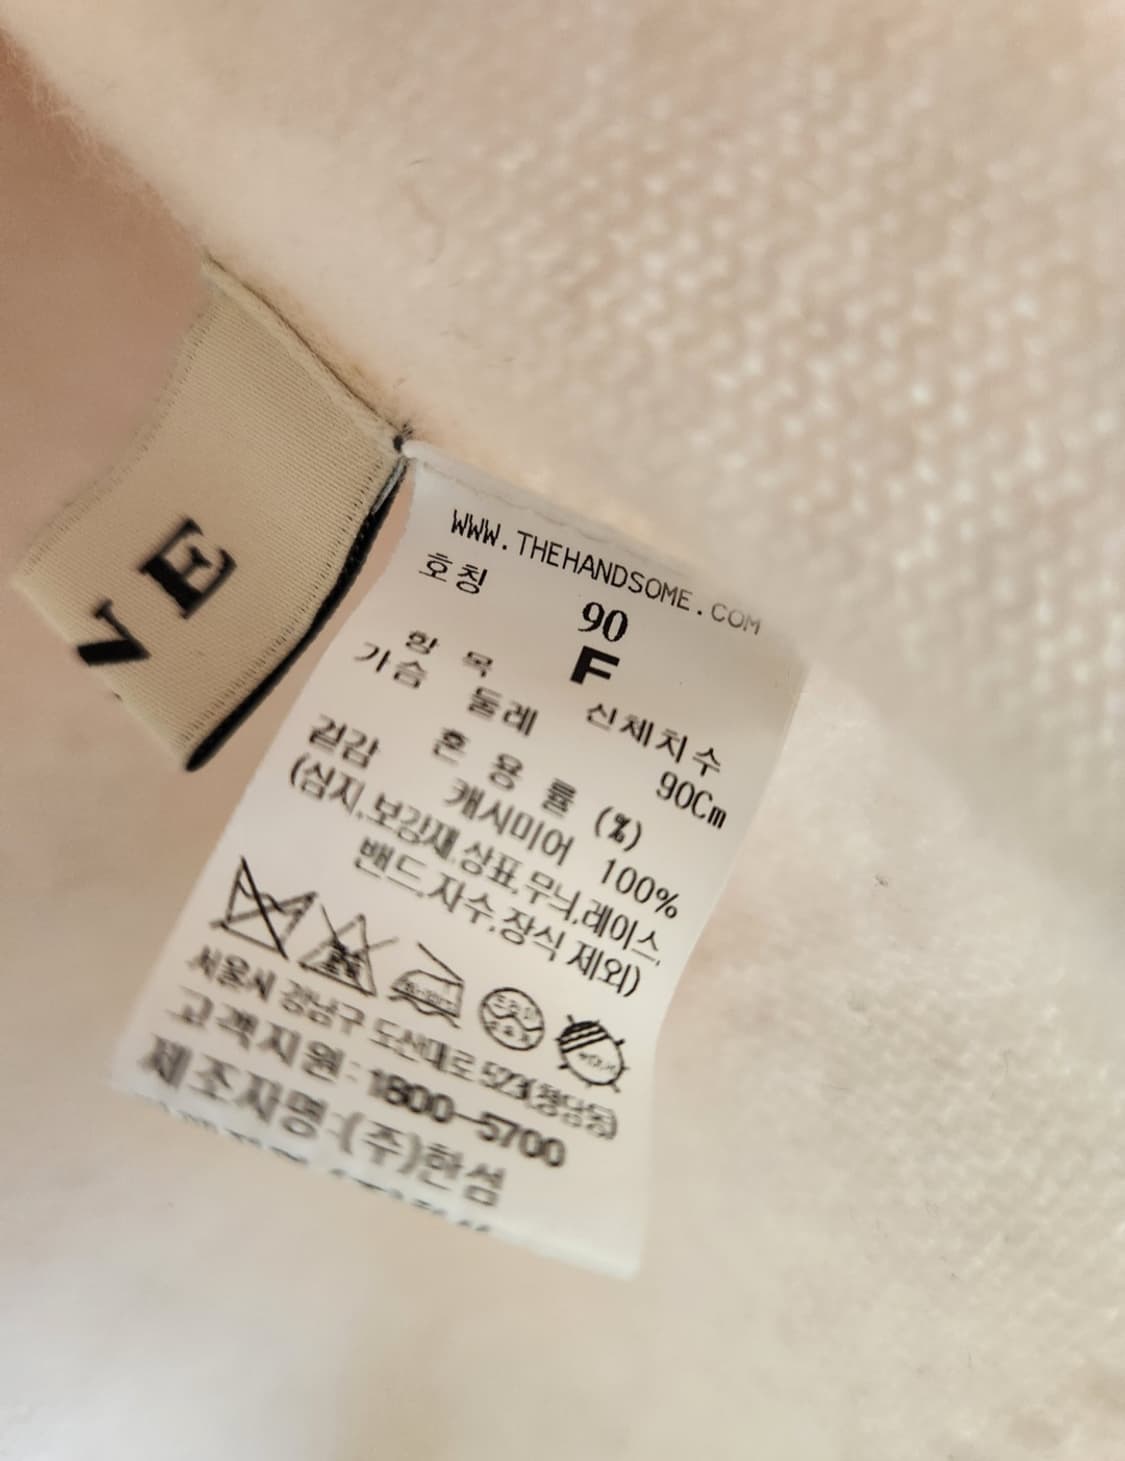 VE
WWW.THEHANDSOME.COM
호칭 90
F
항 목 신체치수
가슴 둘레 90Cm
혼 용 률 (%)
겉감 캐시미어 100%
(심지,보강재,상표,무늬,레이스,
밴드,자수,장식 제외)
드라이
서울시 강남구 도산대로 523(청담동)
고객지원:1800-5700
제조자명:(주)한섬